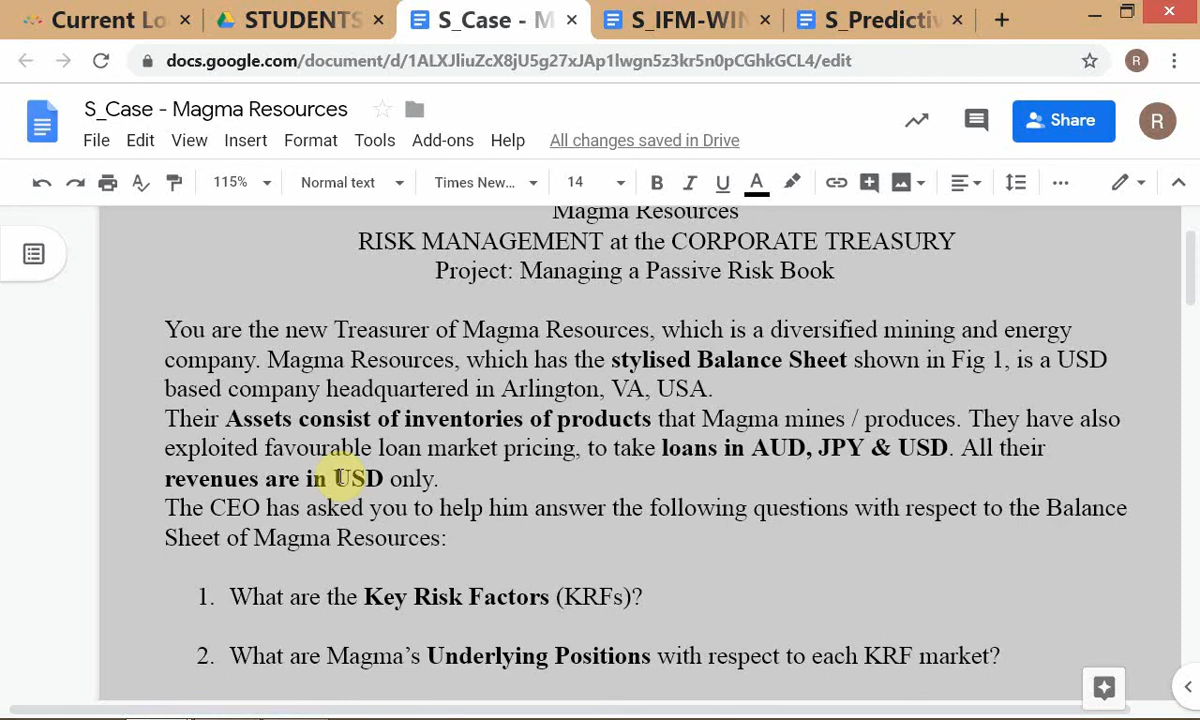 Current Lo
STUDENTS
S_Case - M
S_IFM-WIN
S_Predictiv
docs.google.com/document/d/1ALXJliuZcX8jU5g27xJAp1lwgn5z3kr5n0pCGhkGCL4/edit
R
S_Case - Magma Resources
File Edit View Insert Format Tools Add-ons Help All changes saved in Drive
Share
R
115% Normal text Times New... 14 B I U A
Magma Resources
RISK MANAGEMENT at the CORPORATE TREASURY
Project: Managing a Passive Risk Book
You are the new Treasurer of Magma Resources, which is a diversified mining and energy
company. Magma Resources, which has the stylised Balance Sheet shown in Fig 1, is a USD
based company headquartered in Arlington, VA, USA.
Their Assets consist of inventories of products that Magma mines / produces. They have also
exploited favourable loan market pricing, to take loans in AUD, JPY & USD. All their
revenues are in USD only.
The CEO has asked you to help him answer the following questions with respect to the Balance
Sheet of Magma Resources:
1. What are the Key Risk Factors (KRFs)?
2. What are Magma’s Underlying Positions with respect to each KRF market?